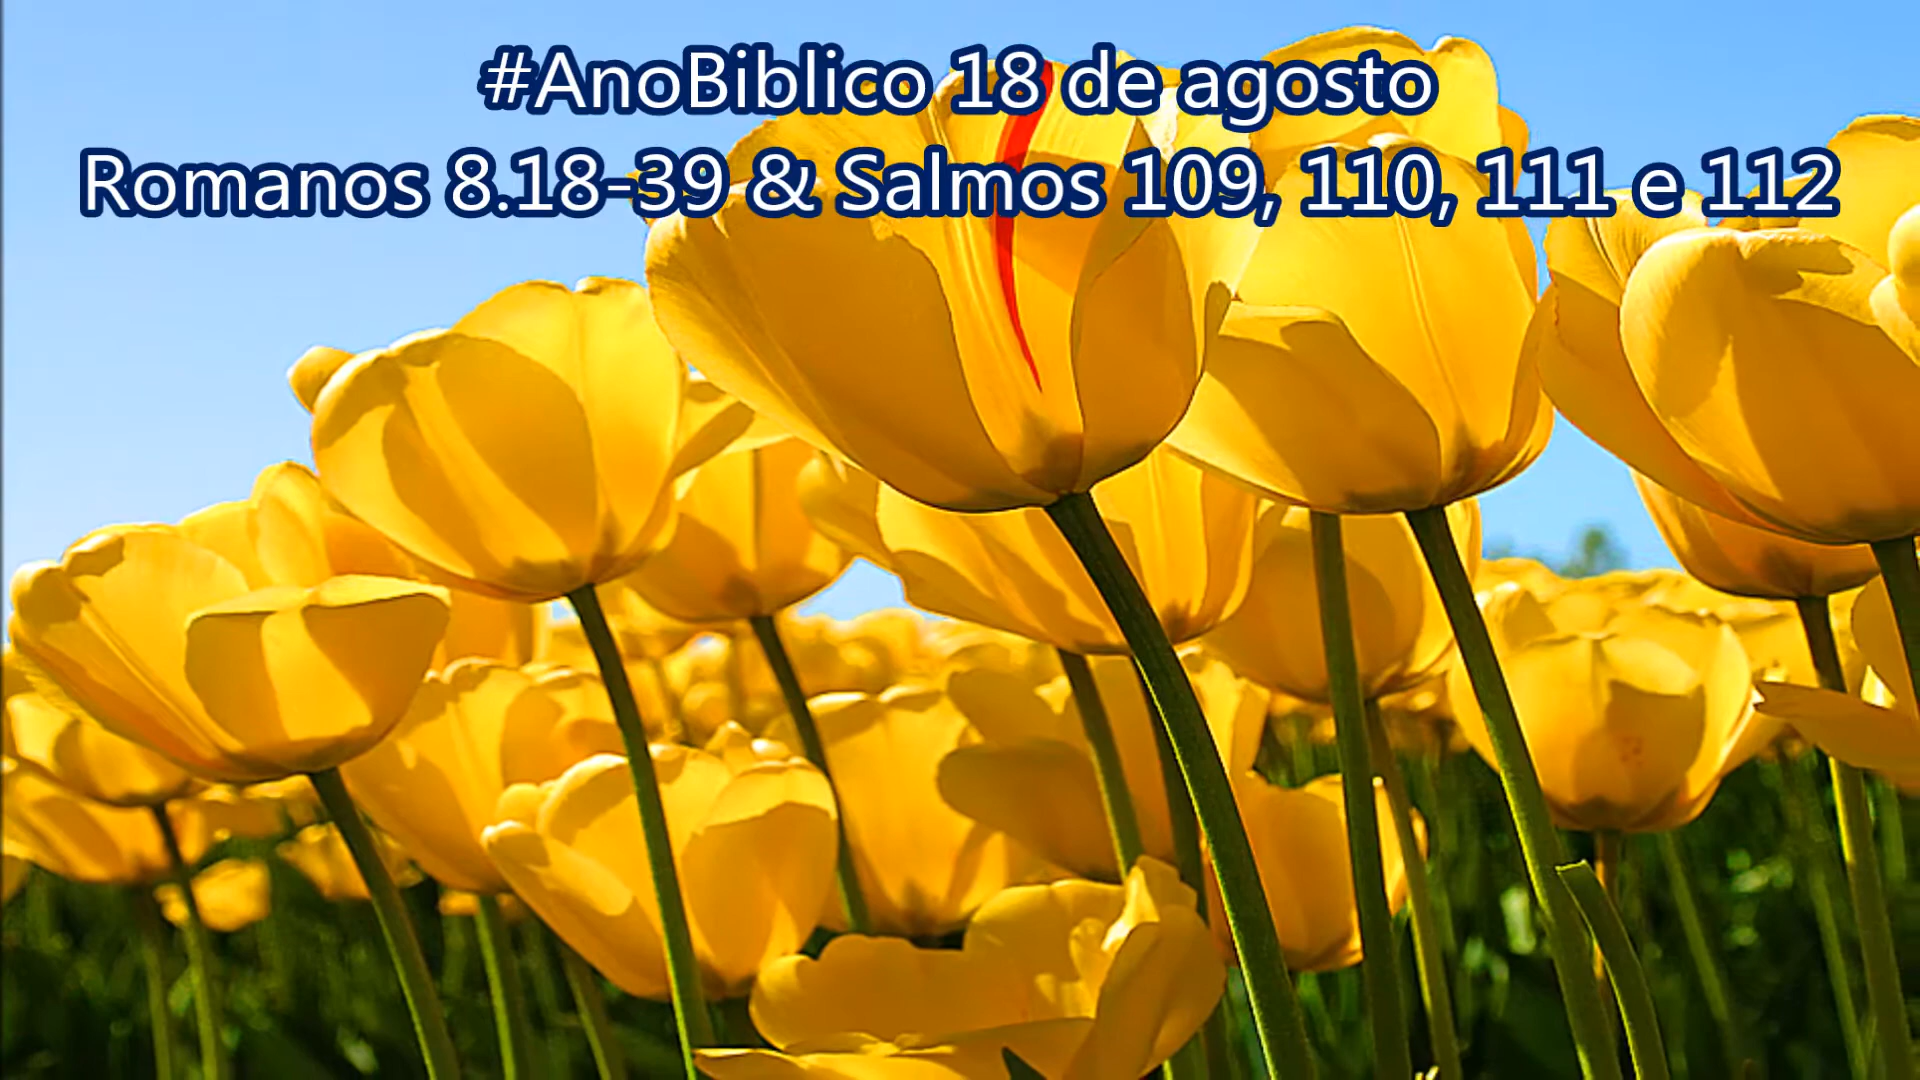 #AnoBiblico 18 de agosto
Romanos 8.18-39 & Salmos 109, 110, 111 e 112